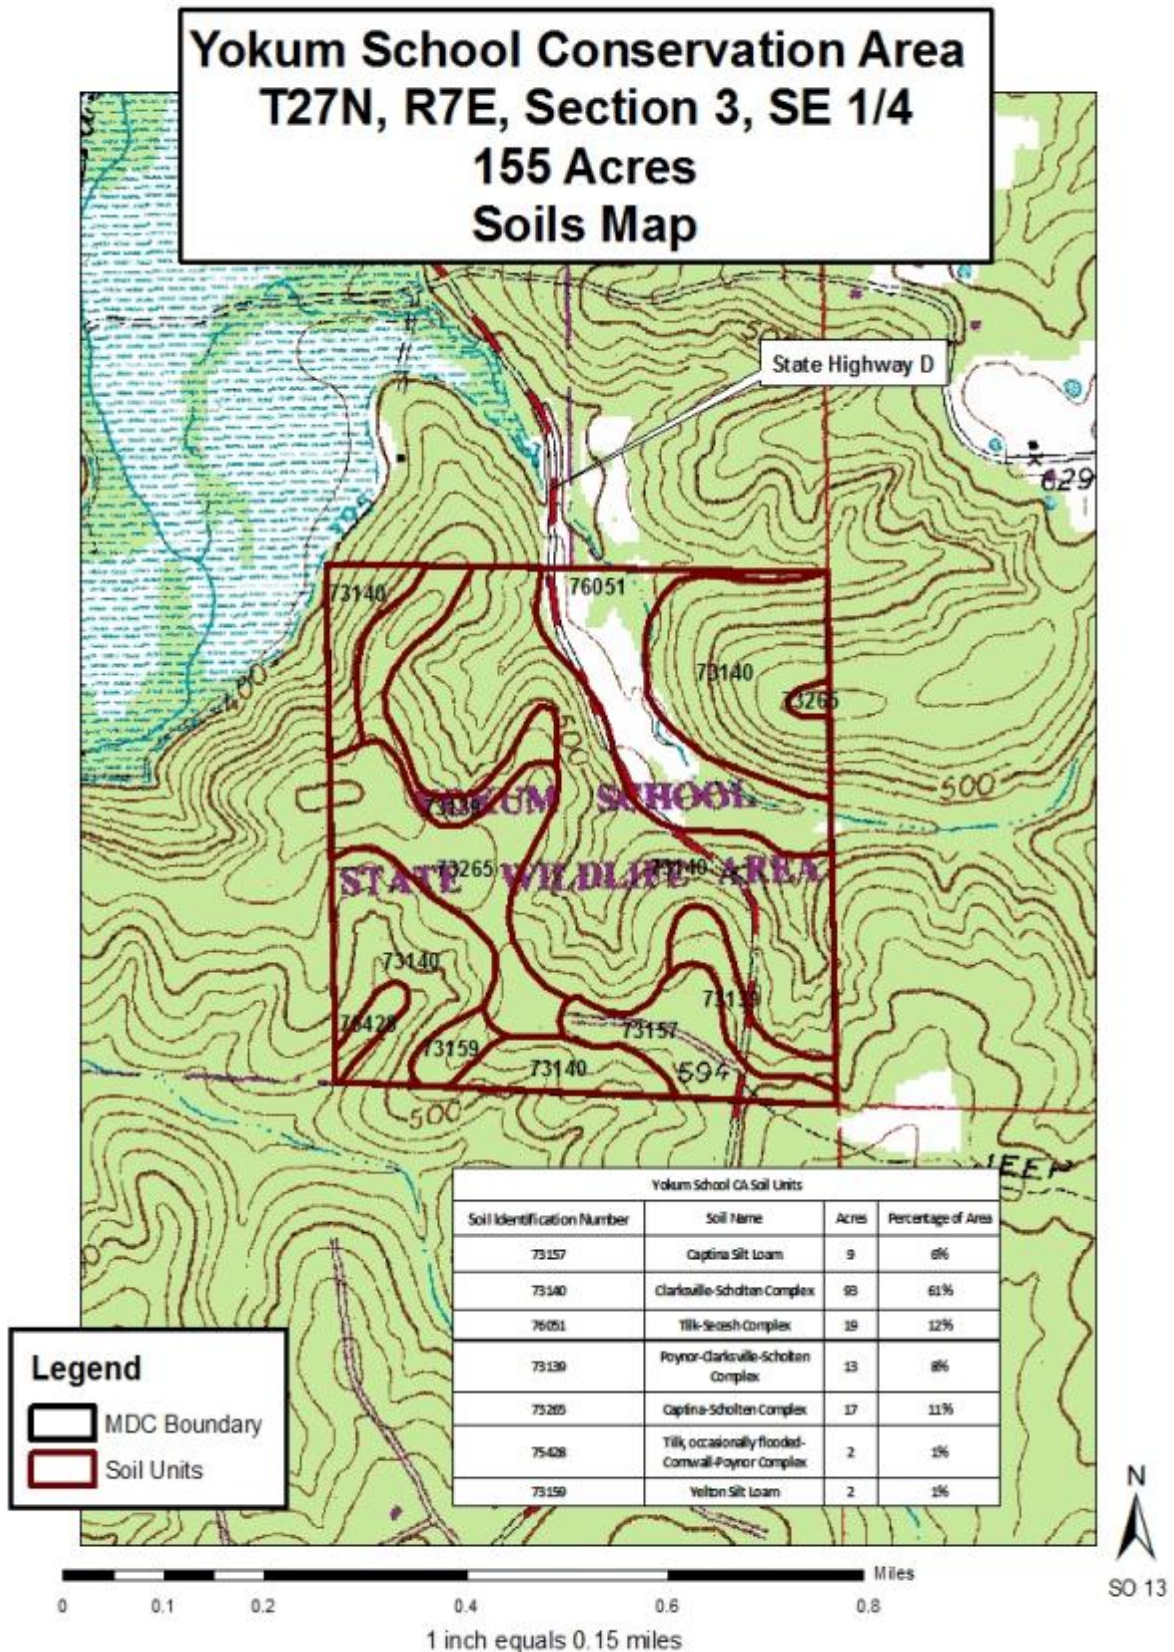 Yokum School Conservation Area
T27N, R7E, Section 3, SE 1/4
155 Acres
Soils Map
State Highway D
629
73140
76051
73140
73265
500
500
500
73139
YOKUM SCHOOL
73265
73140
STATE WILDLIFE AREA
73140
75428
73139
73159
73157
73140
594
500
JEEP
Yokum School CA Soil Units
Soil Identification Number Soil Name Acres Percentage of Area
73157 Captina Silt Loam 9 6%
73140 Clarksville-Scholten Complex 93 61%
76051 Tilk-Secesh Complex 19 12%
73139 Poynor-Clarksville-Scholten
Complex 13 8%
73265 Captina-Scholten Complex 17 11%
75428 Tilk, occasionally flooded-
Cornwall-Poynor Complex 2 1%
73159 Yelton Silt Loam 2 1%
Legend
MDC Boundary
Soil Units
N
SO 13
Miles
0 0.1 0.2 0.4 0.6 0.8
1 inch equals 0.15 miles